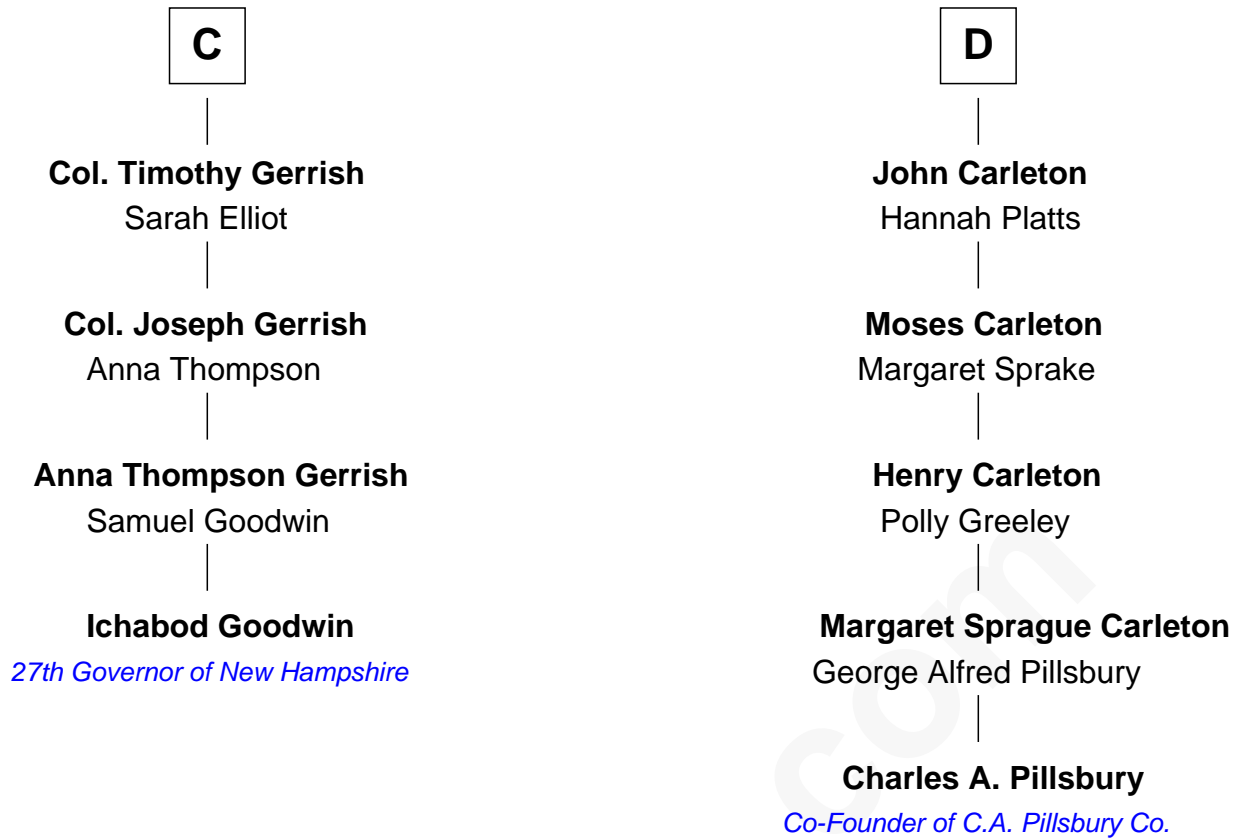 C
Col. Timothy Gerrish
Sarah Elliot
Col. Joseph Gerrish
Anna Thompson
Anna Thompson Gerrish
Samuel Goodwin
Ichabod Goodwin
27th Governor of New Hampshire
D
John Carleton
Hannah Platts
Moses Carleton
Margaret Sprake
Henry Carleton
Polly Greeley
Margaret Sprague Carleton
George Alfred Pillsbury
Charles A. Pillsbury
Co-Founder of C.A. Pillsbury Co.
com